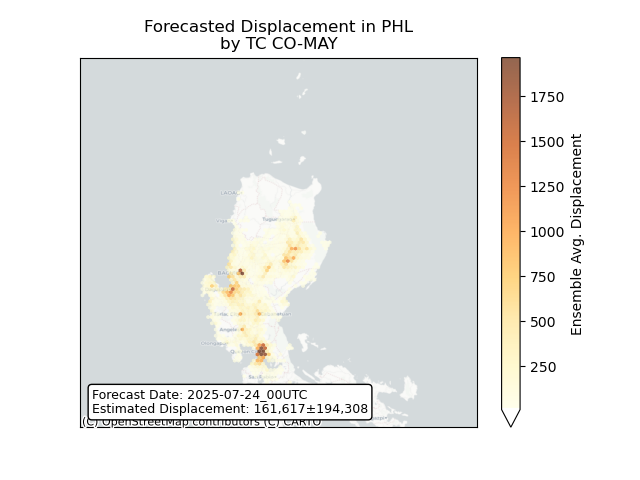 Forecasted Displacement in PHL
by TC CO-MAY
1750
1500
1250
1000
750
500
250
Ensemble Avg. Displacement
Forecast Date: 2025-07-24_00UTC
Estimated Displacement: 161,617±194,308
(C) OpenStreetMap contributors (C) CARTO